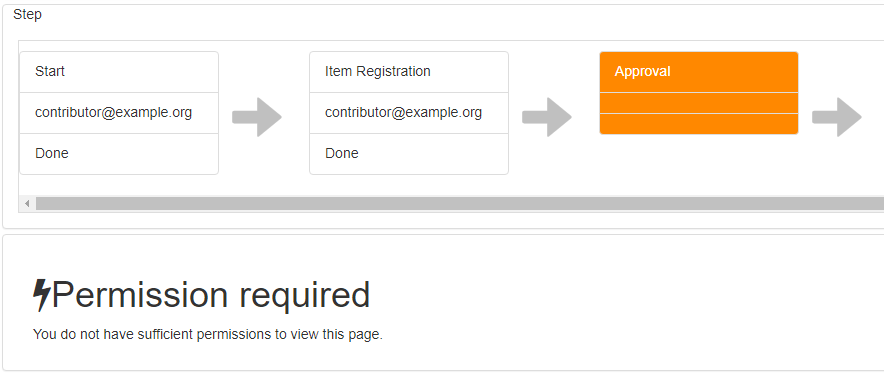 Step
Start
contributor@example.org
Done
Item Registration
contributor@example.org
Done
Approval
Permission required
You do not have sufficient permissions to view this page.